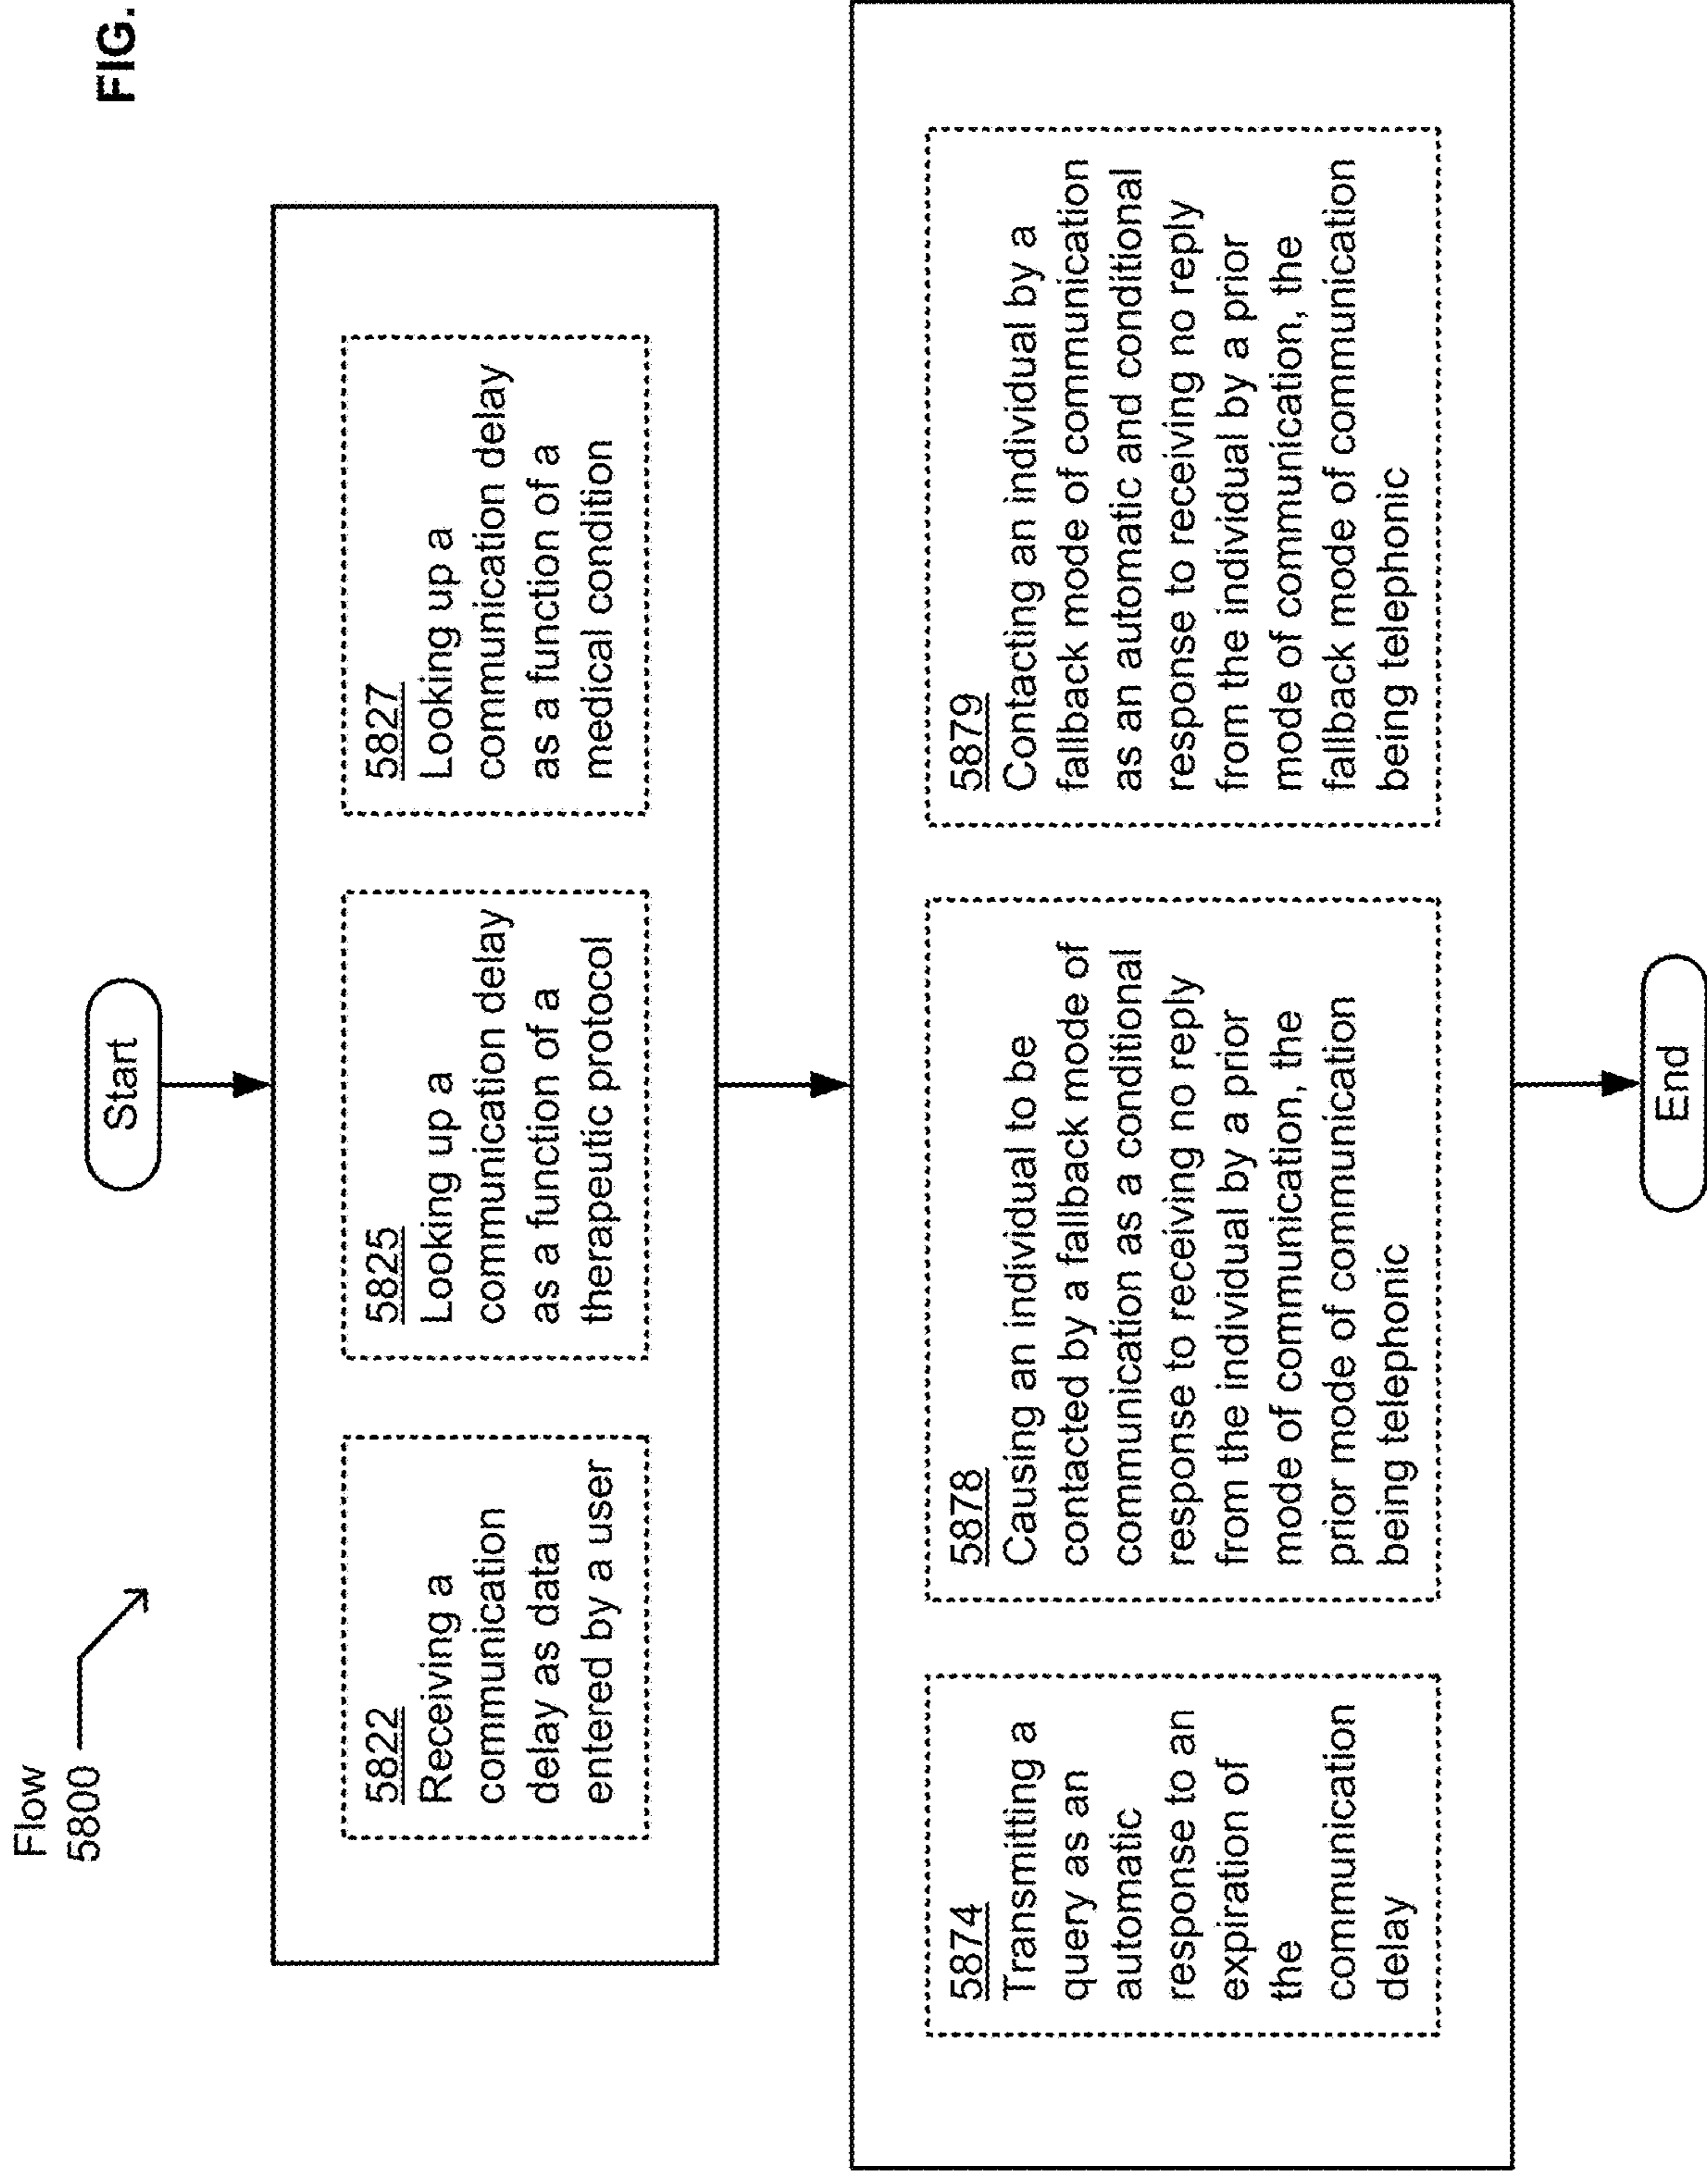 Flow
5800
FIG.
Start
5822
Receiving a
communication
delay as data
entered by a user
5825
Looking up a
communication delay
as a function of a
therapeutic protocol
5827
Looking up a
communication delay
as a function of a
medical condition
5874
Transmitting a
query as an
automatic
response to an
expiration of
the
communication
delay
5878
Causing an individual to be
contacted by a fallback mode of
communication as a conditional
response to receiving no reply
from the individual by a prior
mode of communication, the
prior mode of communication
being telephonic
5879
Contacting an individual by a
fallback mode of communication
as an automatic and conditional
response to receiving no reply
from the individual by a prior
mode of communication, the
fallback mode of communication
being telephonic
End